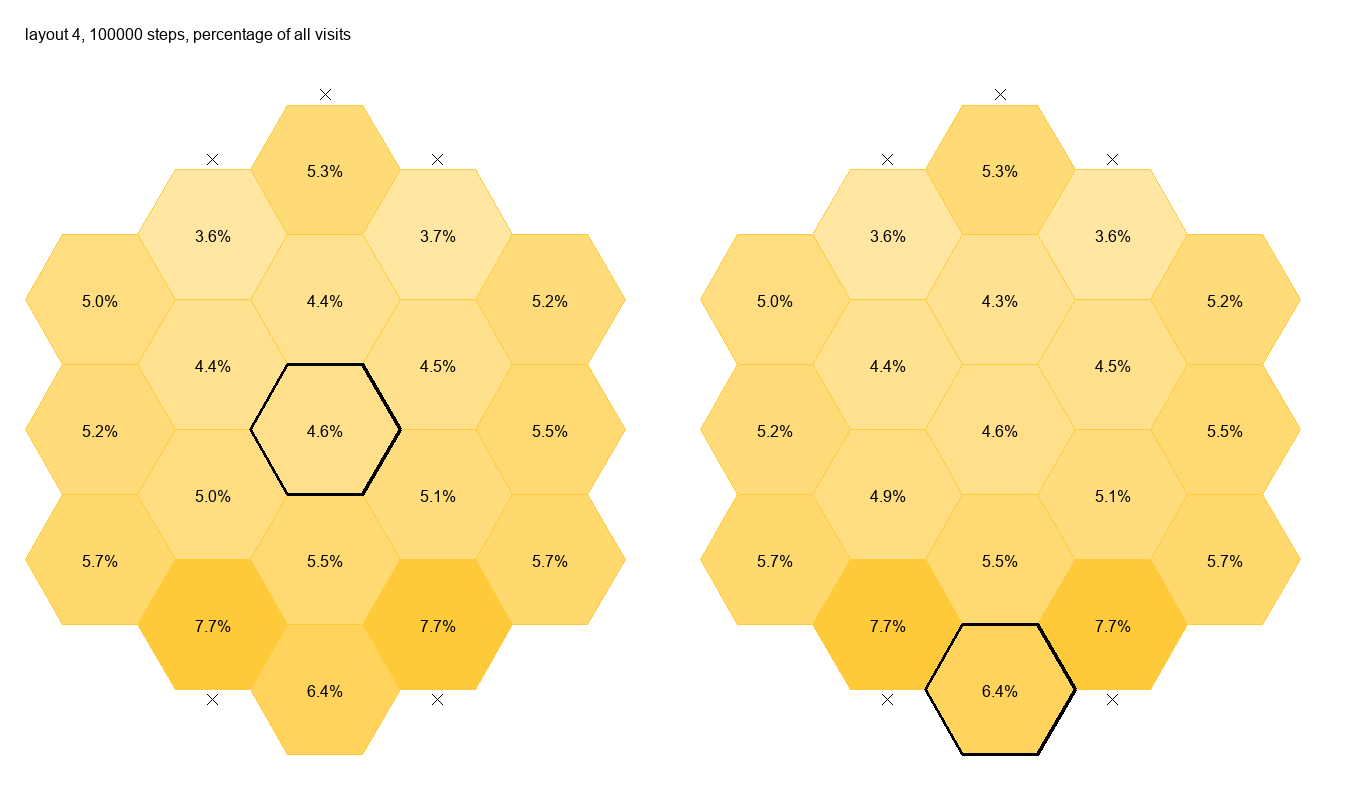 layout 4, 100000 steps, percentage of all visits
5.3% 5.3%
3.6% 3.7% 3.6% 3.6%
5.0% 4.4% 5.2% 5.0% 4.3% 5.2%
4.4% 4.5% 4.4% 4.5%
5.2% 4.6% 5.5% 5.2% 4.6% 5.5%
5.0% 5.1% 4.9% 5.1%
5.7% 5.5% 5.7% 5.7% 5.5% 5.7%
7.7% 7.7% 7.7% 7.7%
6.4% 6.4%